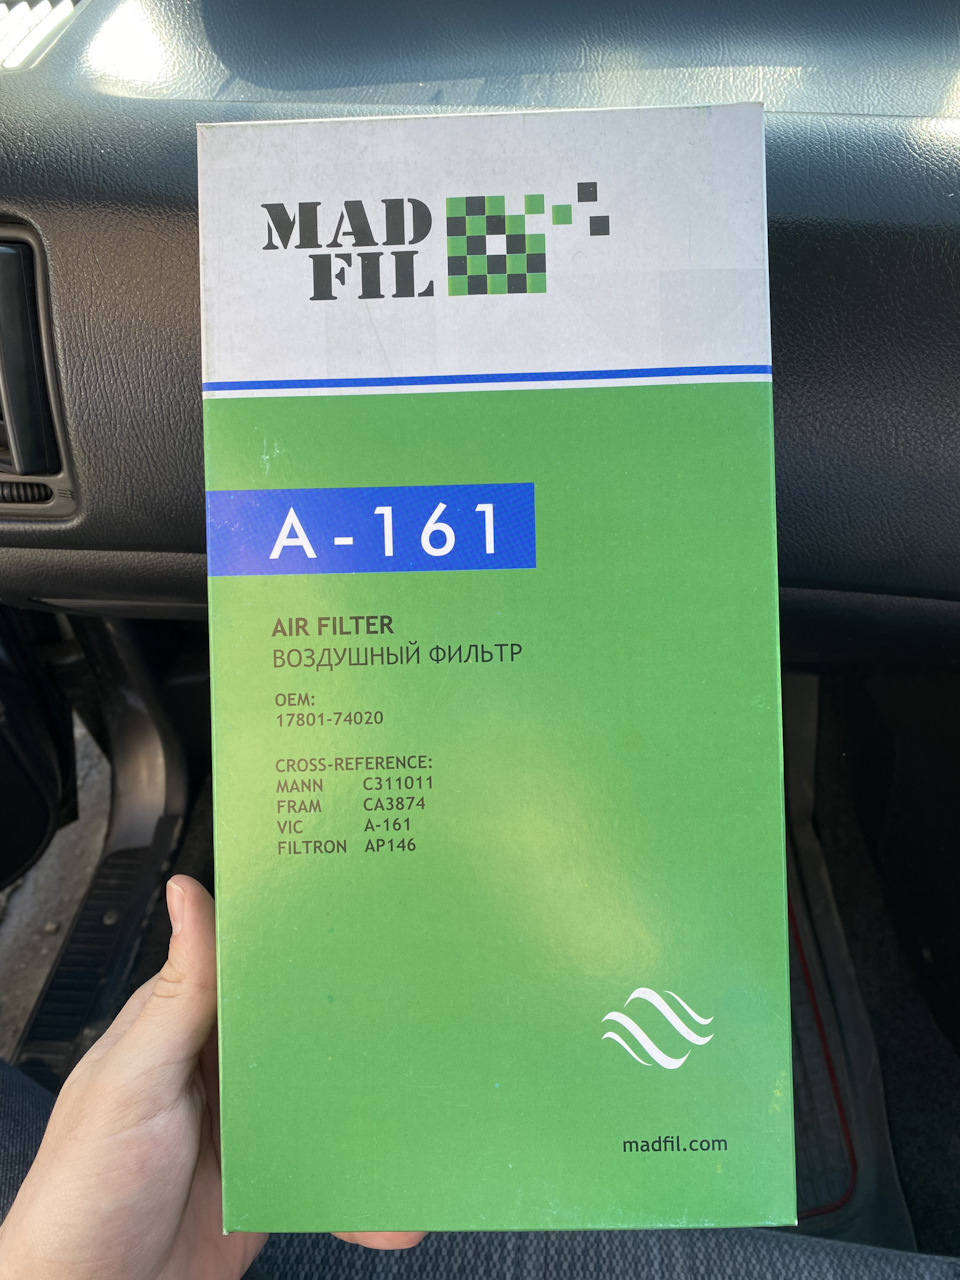 MAD
FIL
A-161
AIR FILTER
ВОЗДУШНЫЙ ФИЛЬТР
OEM:
17801-74020
CROSS-REFERENCE:
MANN C311011
FRAM CA3874
VIC A-161
FILTRON AP146
madfil.com